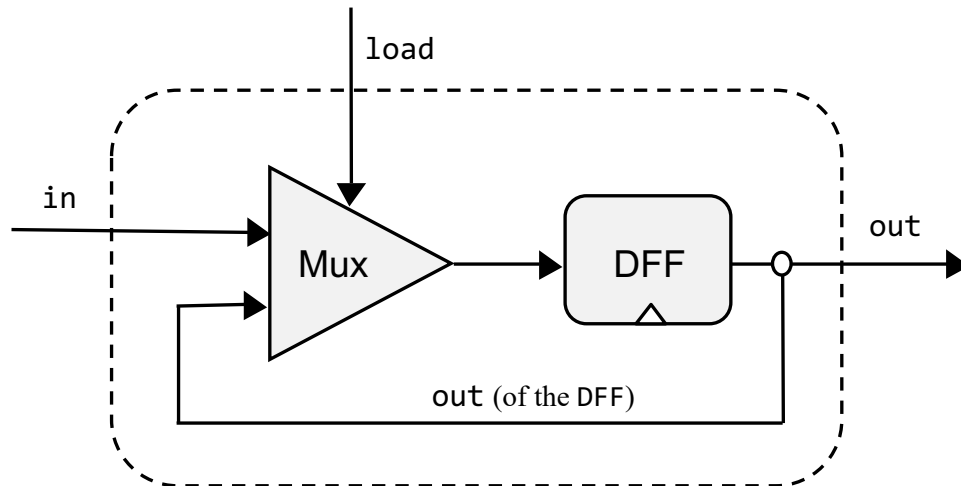 load
in
Mux
DFF
out
out (of the DFF)